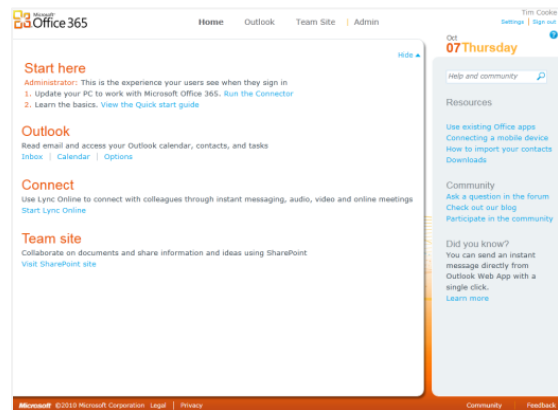 Microsoft
Office 365
Home Outlook Team Site | Admin
Tim Cooke
Settings | Sign out
Hide
Start here
Administrator: This is the experience your users see when they sign in
1. Update your PC to work with Microsoft Office 365. Run the Connector
2. Learn the basics. View the Quick start guide
Outlook
Read email and access your Outlook calendar, contacts, and tasks
Inbox | Calendar | Options
Connect
Use Lync Online to connect with colleagues through instant messaging, audio, video and online meetings
Start Lync Online
Team site
Collaborate on documents and share information and ideas using SharePoint
Visit SharePoint site
Oct
07 Thursday
?
Help and community
Resources
Use existing Office apps
Connecting a mobile device
How to import your contacts
Downloads
Community
Ask a question in the forum
Check out our blog
Participate in the community
Did you know?
You can send an instant
message directly from
Outlook Web App with a
single click.
Learn more
Microsoft ©2010 Microsoft Corporation Legal | Privacy
Community Feedback